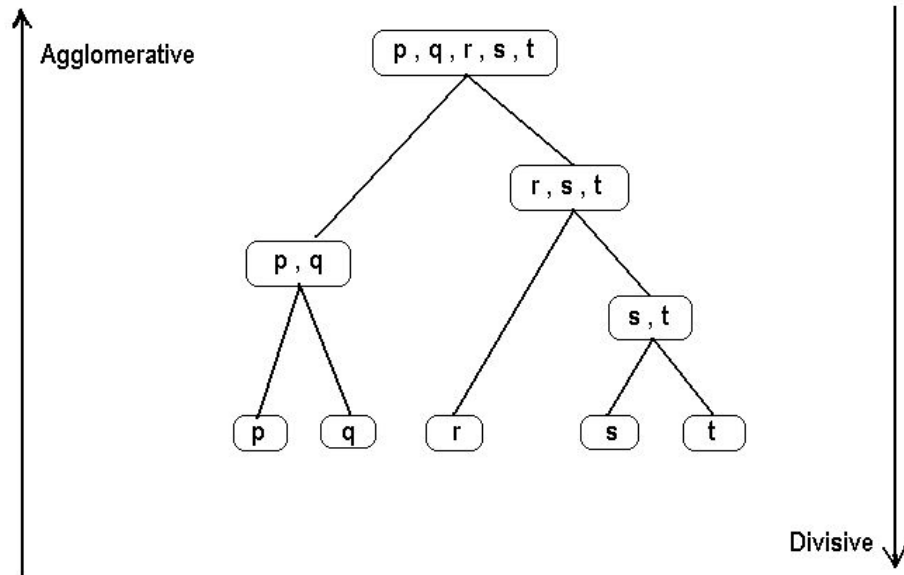 Agglomerative
p , q , r , s , t
r , s , t
p , q
s , t
p
q
r
s
t
Divisive